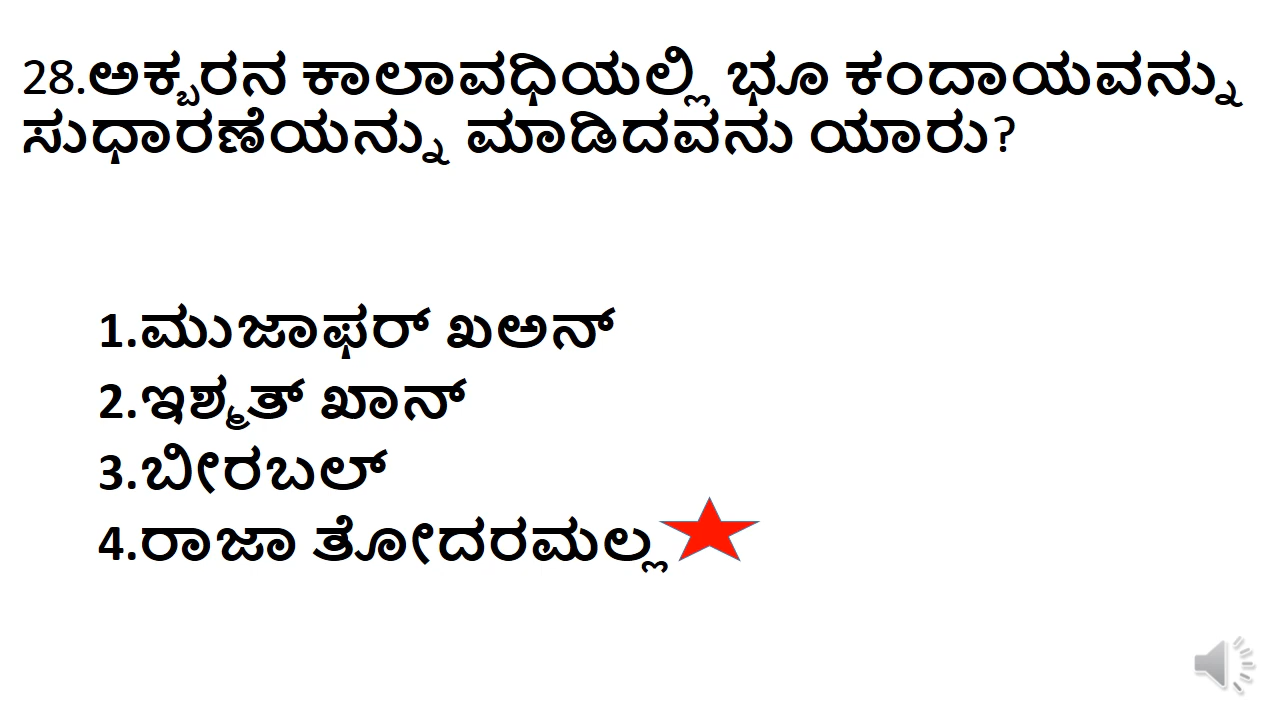 28.ಅಕ್ಬರನ ಕಾಲಾವಧಿಯಲ್ಲಿ ಭೂ ಕಂದಾಯವನ್ನು
ಸುಧಾರಣೆಯನ್ನು ಮಾಡಿದವನು ಯಾರು?
1.ಮುಜಾಫರ್ ಖಅನ್
2.ಇಶ್ಮತ್ ಖಾನ್
3.ಬೀರಬಲ್
4.ರಾಜಾ ತೋದರಮಲ್ಲ